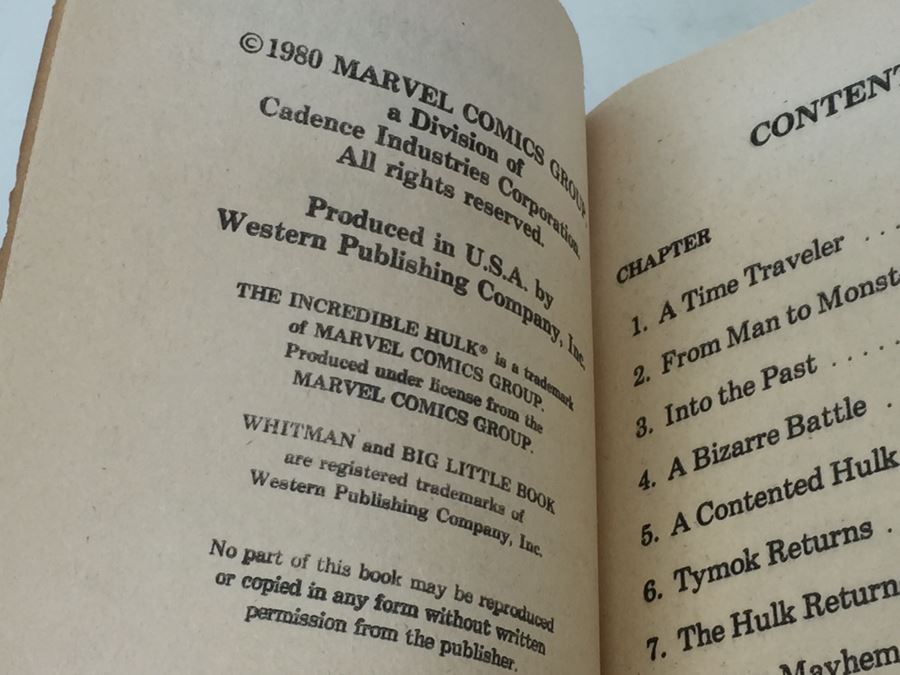 ©1980 MARVEL COMICS GROUP,
a Division of
Cadence Industries Corporation.
All rights reserved.
Produced in U.S.A. by
Western Publishing Company, Inc.
THE INCREDIBLE HULK® is a trademark
of MARVEL COMICS GROUP.
Produced under license from the
MARVEL COMICS GROUP.
WHITMAN and BIG LITTLE BOOK
are registered trademarks of
Western Publishing Company, Inc.
No part of this book may be reproduced
or copied in any form without written
permission from the publisher.
CONTENT
CHAPTER
1. A Time Traveler . . .
2. From Man to Monst
3. Into the Past . . . . .
4. A Bizarre Battle .
5. A Contented Hulk
6. Tymok Returns .
7. The Hulk Return
Mayhem